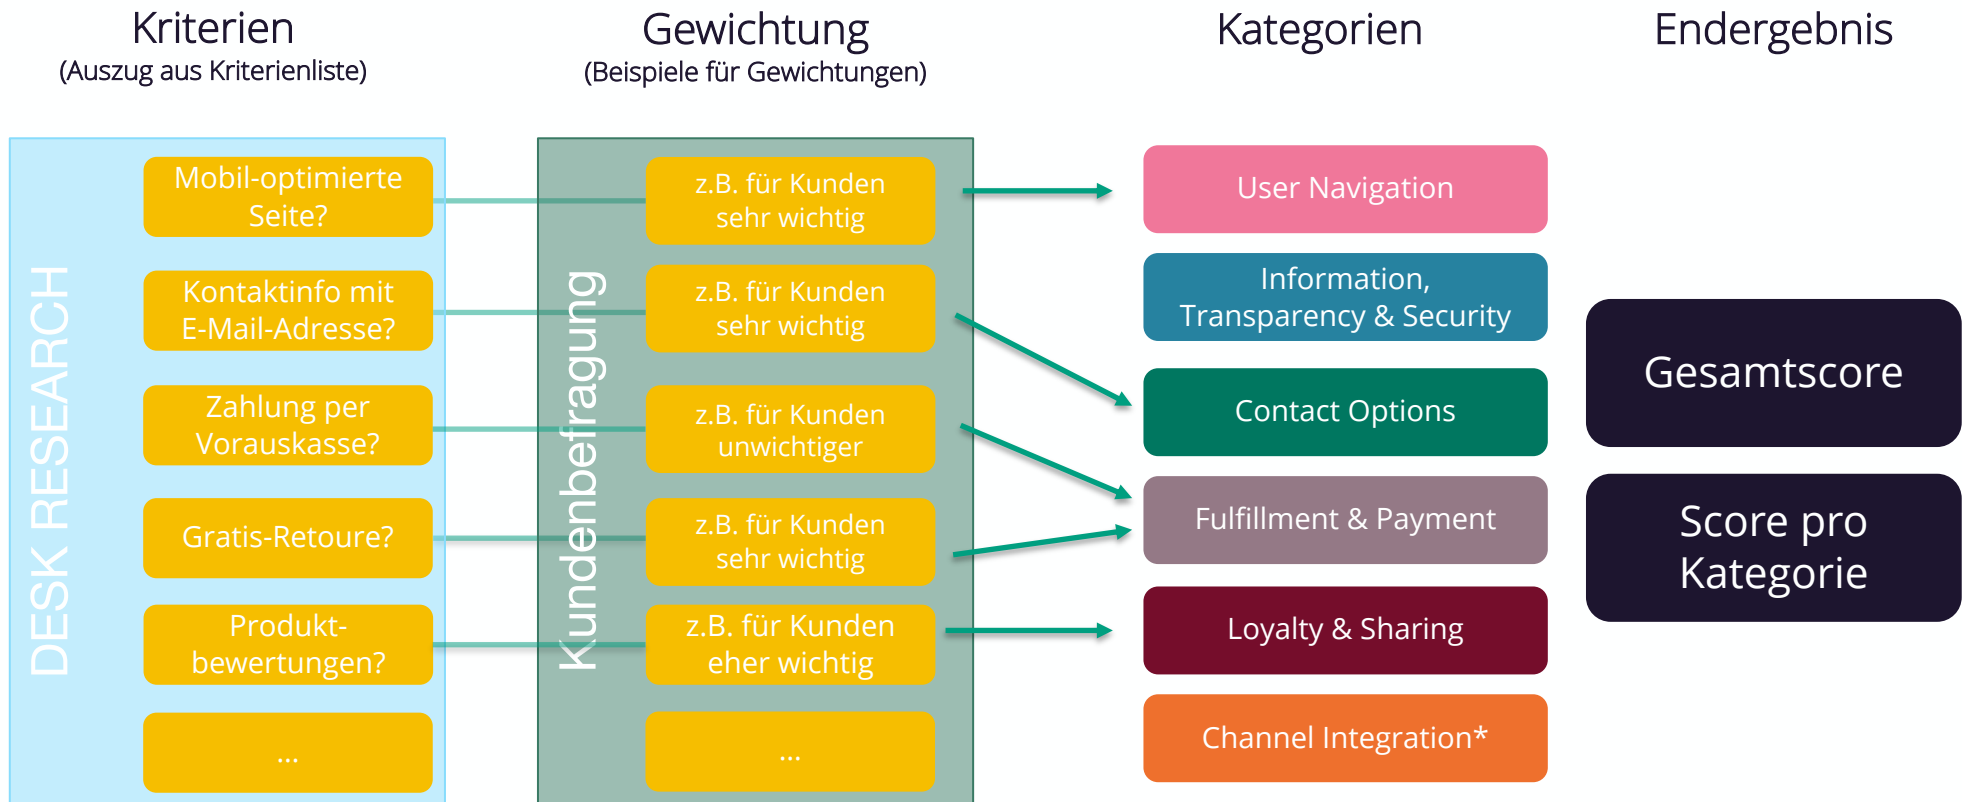 Kriterien
(Auszug aus Kriterienliste)
Gewichtung
(Beispiele für Gewichtungen)
Kategorien
Endergebnis
DESK RESEARCH
Mobil-optimierte
Seite?
Kontaktinfo mit
E-Mail-Adresse?
Zahlung per
Vorauskasse?
Gratis-Retoure?
Produkt-
bewertungen?
...
Kundenbefragung
z.B. für Kunden
sehr wichtig
z.B. für Kunden
sehr wichtig
z.B. für Kunden
unwichtiger
z.B. für Kunden
sehr wichtig
z.B. für Kunden
eher wichtig
...
User Navigation
Information,
Transparency & Security
Contact Options
Fulfillment & Payment
Loyalty & Sharing
Channel Integration*
Gesamtscore
Score pro
Kategorie